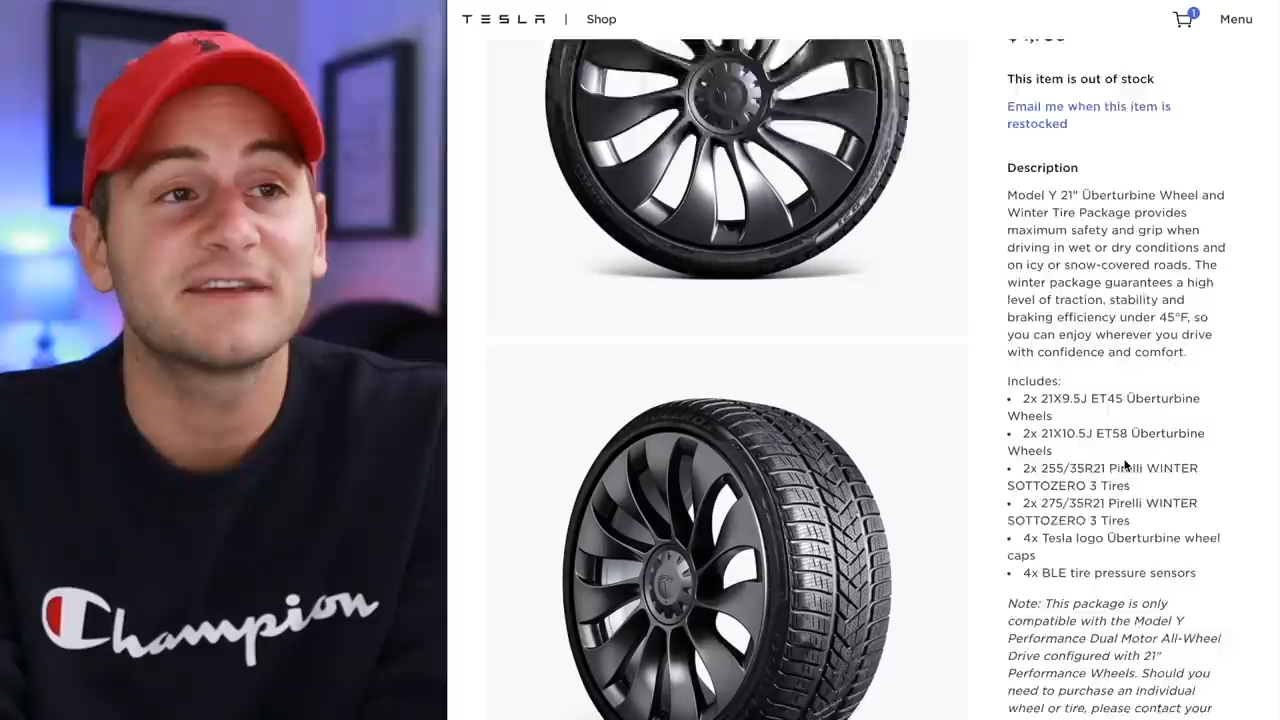 TESLA | Shop
1
Menu
This item is out of stock
Email me when this item is
restocked
Description
Model Y 21" Überturbine Wheel and
Winter Tire Package provides
maximum safety and grip when
driving in wet or dry conditions and
on icy or snow-covered roads. The
winter package guarantees a high
level of traction, stability and
braking efficiency under 45°F, so
you can enjoy wherever you drive
with confidence and comfort.
Includes:
• 2x 21X9.5J ET45 Überturbine
Wheels
• 2x 21X10.5J ET58 Überturbine
Wheels
• 2x 255/35R21 Pirelli WINTER
SOTTOZERO 3 Tires
• 2x 275/35R21 Pirelli WINTER
SOTTOZERO 3 Tires
• 4x Tesla logo Überturbine wheel
caps
• 4x BLE tire pressure sensors
Note: This package is only
compatible with the Model Y
Performance Dual Motor All-Wheel
Drive configured with 21"
Performance Wheels. Should you
need to purchase an individual
wheel or tire, please contact your
Champion